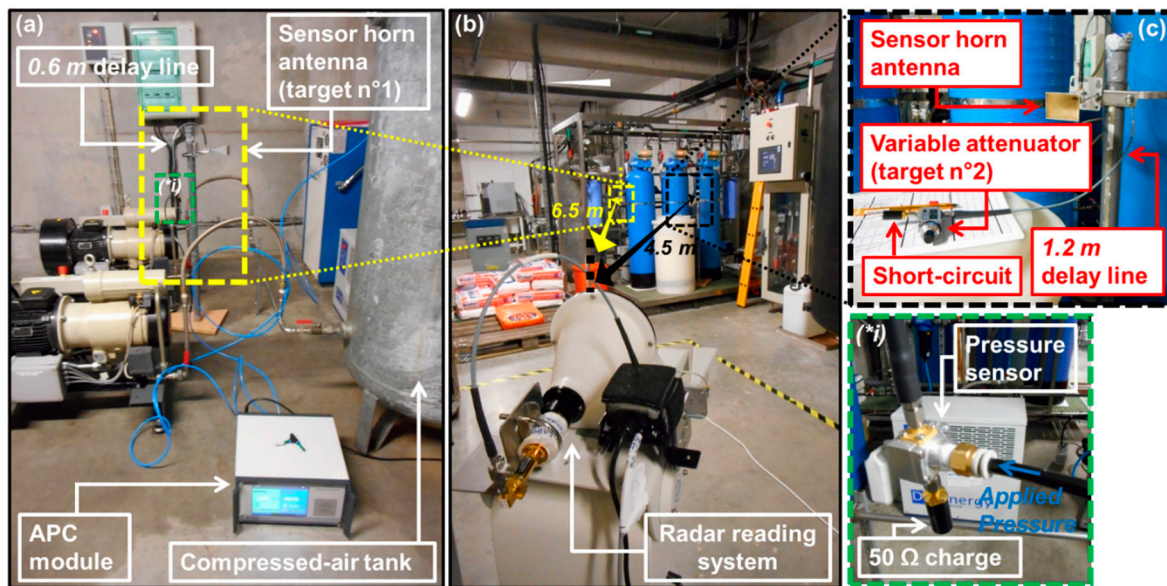 (a)
0.6 m
delay line
Sensor horn
antenna
(target n°1)
(*i)
APC
module
Compressed-air tank
(b)
6.5 m
4.5 m
Radar reading
system
(c)
Sensor horn
antenna
Variable attenuator
(target n°2)
Short-circuit
1.2 m
delay line
(*i)
Pressure
sensor
Applied
Pressure
50 Ω charge